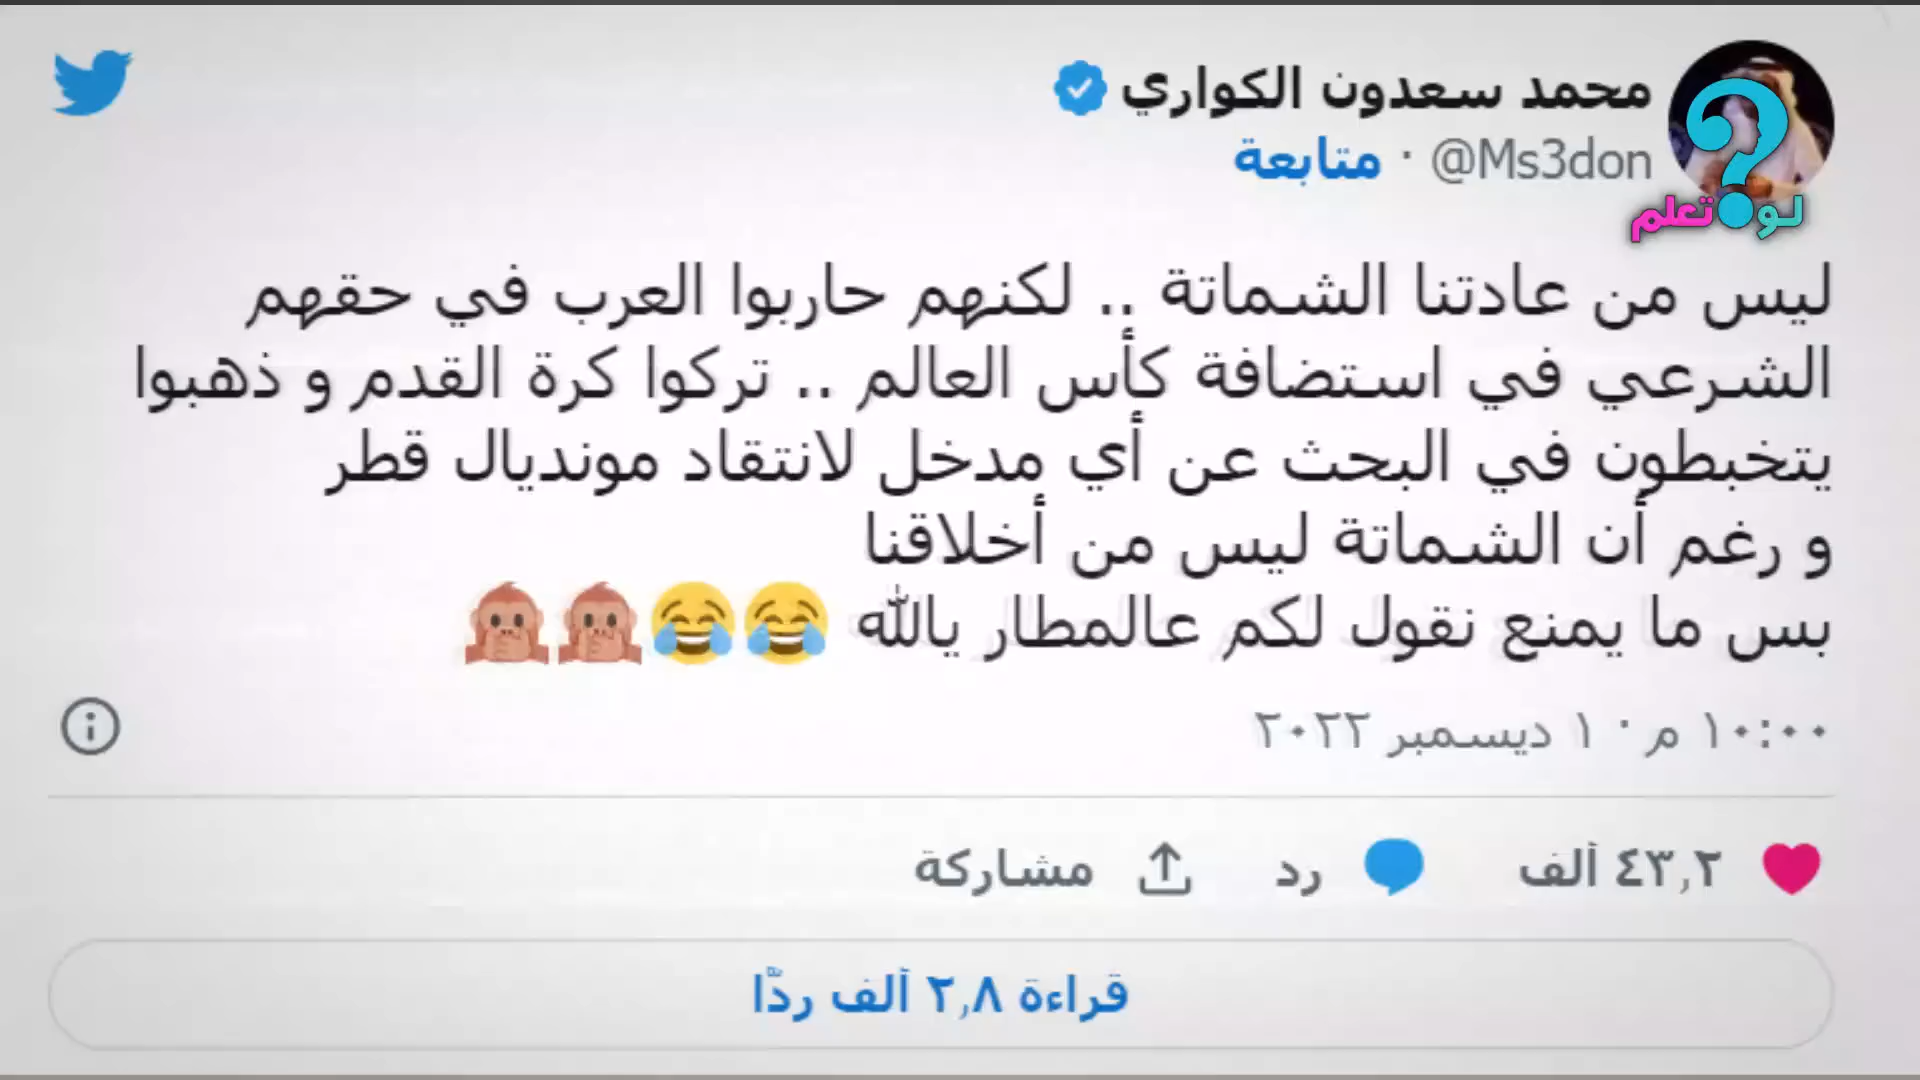 محمد سعدون الكواري
@Ms3don · متابعة
لو تعلم
ليس من عادتنا الشماتة .. لكنهم حاربوا العرب في حقهم
الشرعي في استضافة كأس العالم .. تركوا كرة القدم و ذهبوا
يتخبطون في البحث عن أي مدخل لانتقاد مونديال قطر
و رغم أن الشماتة ليس من أخلاقنا
بس ما يمنع نقول لكم عالمطار يالله 😂😂🙊🙊
١٠:٠٠ م · ١ ديسمبر ٢٠٢٢
٤٣,٢ ألف رد مشاركة
قراءة ٢,٨ ألف ردًّا